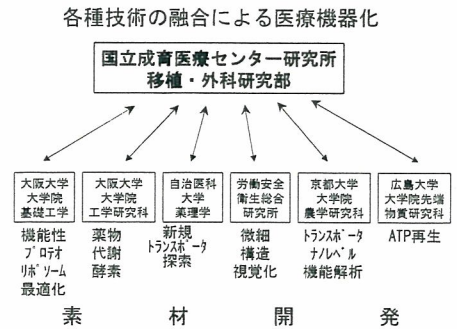 各種技術の融合による医療機器化
国立成育医療センター研究所
移植・外科研究部
大阪大学
大学院
基礎工学
大阪大学
大学院
工学研究科
自治医科
大学
薬理学
労働安全
衛生総合
研究所
京都大学
大学院
農学研究科
広島大学
大学院先端
物質研究科
機能性
プロテオ
リポソーム
最適化
薬物
代謝
酵素
新規
トランスポータ
探索
微細
構造
視覚化
トランスポータ
ナノレベル
機能解析
ATP再生
素 材 開 発